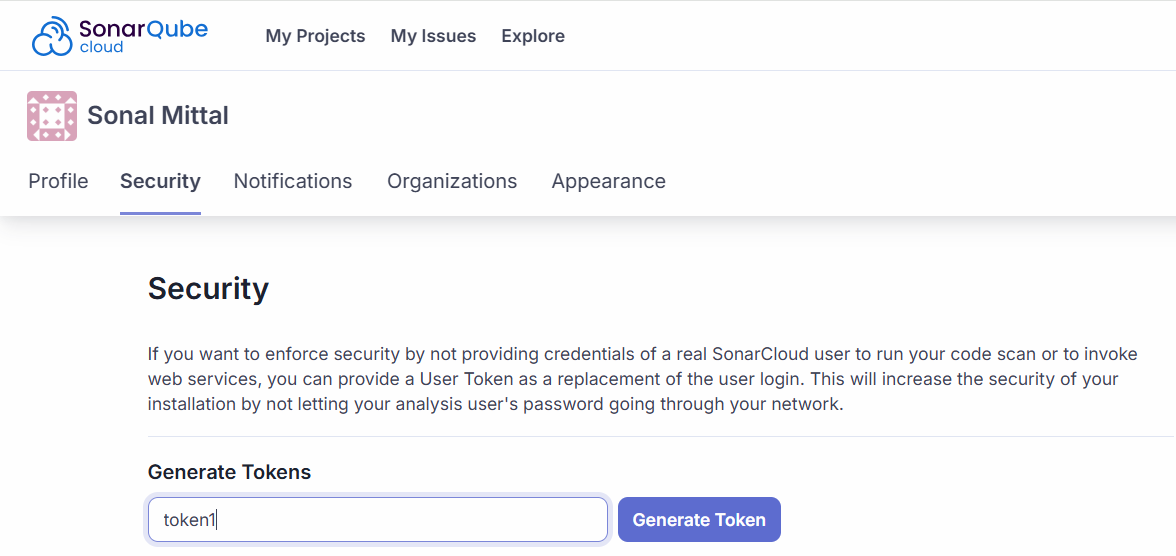 SonarQube
cloud
My Projects My Issues Explore
Sonal Mittal
Profile Security Notifications Organizations Appearance
Security
If you want to enforce security by not providing credentials of a real SonarCloud user to run your code scan or to invoke
web services, you can provide a User Token as a replacement of the user login. This will increase the security of your
installation by not letting your analysis user's password going through your network.
Generate Tokens
token1 Generate Token